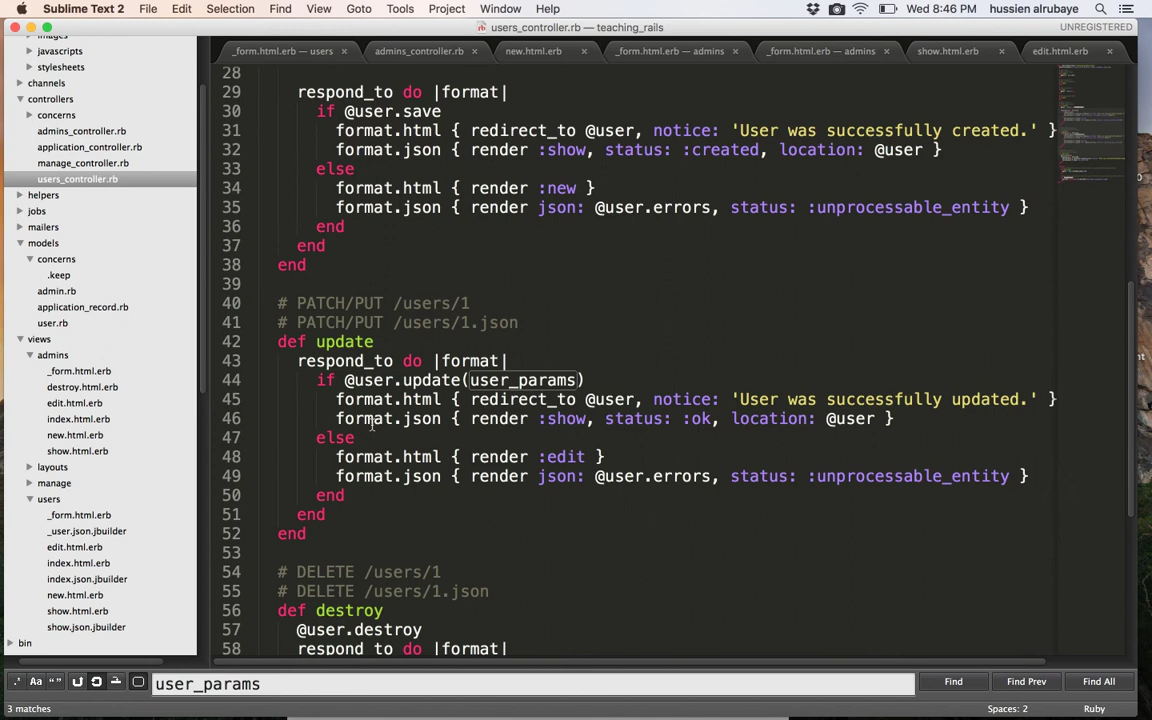 Sublime Text 2 File Edit Selection Find View Goto Tools Project Window Help Wed 8:46 PM hussien alrubaye
users_controller.rb — teaching_rails
UNREGISTERED
_form.html.erb — users × admins_controller.rb × new.html.erb × _form.html.erb — admins × _form.html.erb — admins × show.html.erb × edit.html.erb ×
images
javascripts
stylesheets
channels
controllers
concerns
admins_controller.rb
application_controller.rb
manage_controller.rb
users_controller.rb
helpers
jobs
mailers
models
concerns
.keep
admin.rb
application_record.rb
user.rb
views
admins
_form.html.erb
destroy.html.erb
edit.html.erb
index.html.erb
new.html.erb
show.html.erb
layouts
manage
users
_form.html.erb
_user.json.jbuilder
edit.html.erb
index.html.erb
index.json.jbuilder
new.html.erb
show.html.erb
show.json.jbuilder
bin
28
29 respond_to do |format|
30 if @user.save
31 format.html { redirect_to @user, notice: 'User was successfully created.' }
32 format.json { render :show, status: :created, location: @user }
33 else
34 format.html { render :new }
35 format.json { render json: @user.errors, status: :unprocessable_entity }
36 end
37 end
38 end
39
40 # PATCH/PUT /users/1
41 # PATCH/PUT /users/1.json
42 def update
43 respond_to do |format|
44 if @user.update(user_params)
45 format.html { redirect_to @user, notice: 'User was successfully updated.' }
46 format.json { render :show, status: :ok, location: @user }
47 else
48 format.html { render :edit }
49 format.json { render json: @user.errors, status: :unprocessable_entity }
50 end
51 end
52 end
53
54 # DELETE /users/1
55 # DELETE /users/1.json
56 def destroy
57 @user.destroy
58 respond_to do |format|
.* Aa “” user_params Find Find Prev Find All
3 matches Spaces: 2 Ruby